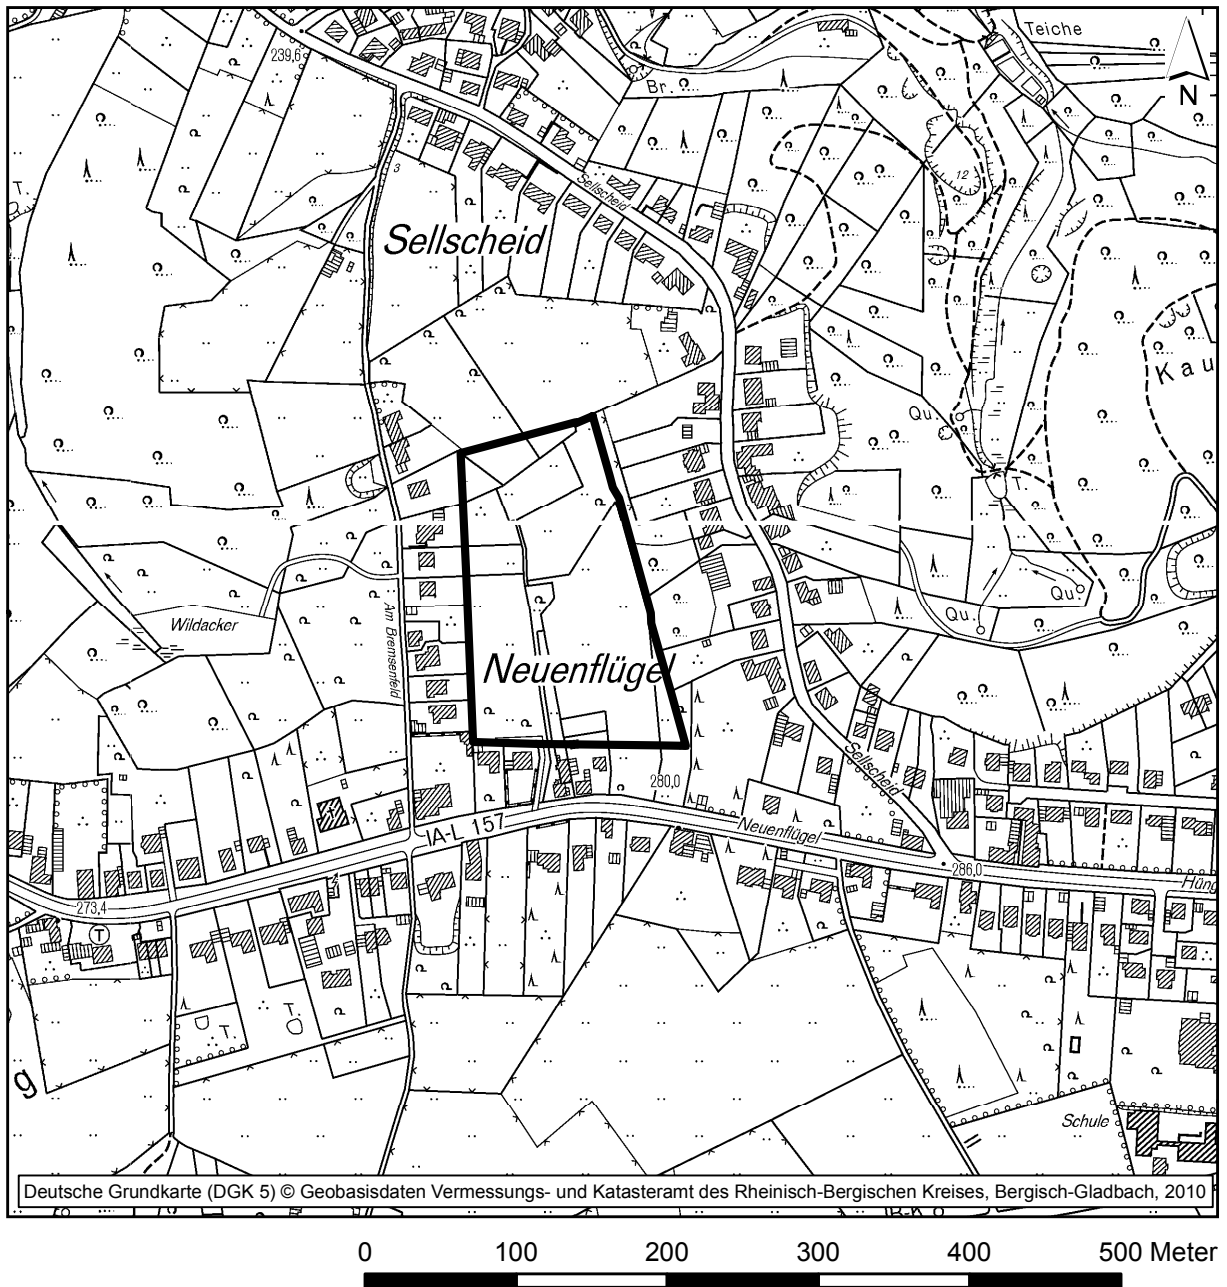 Teiche
239,6
Br.
N
3
Sellscheid
12
T.
Sellscheid
Kau
Qu.
T.
Qu.
Qu.
Wildacker
Am Bremsenfeld
Neuenflügel
Sellscheid
280,0
IA-L 157
Neuenflügel
286,0
Hüng
273,4
T
T.
T.
g
Schule
Deutsche Grundkarte (DGK 5) © Geobasisdaten Vermessungs- und Katasteramt des Rheinisch-Bergischen Kreises, Bergisch-Gladbach, 2010
0 100 200 300 400 500 Meter